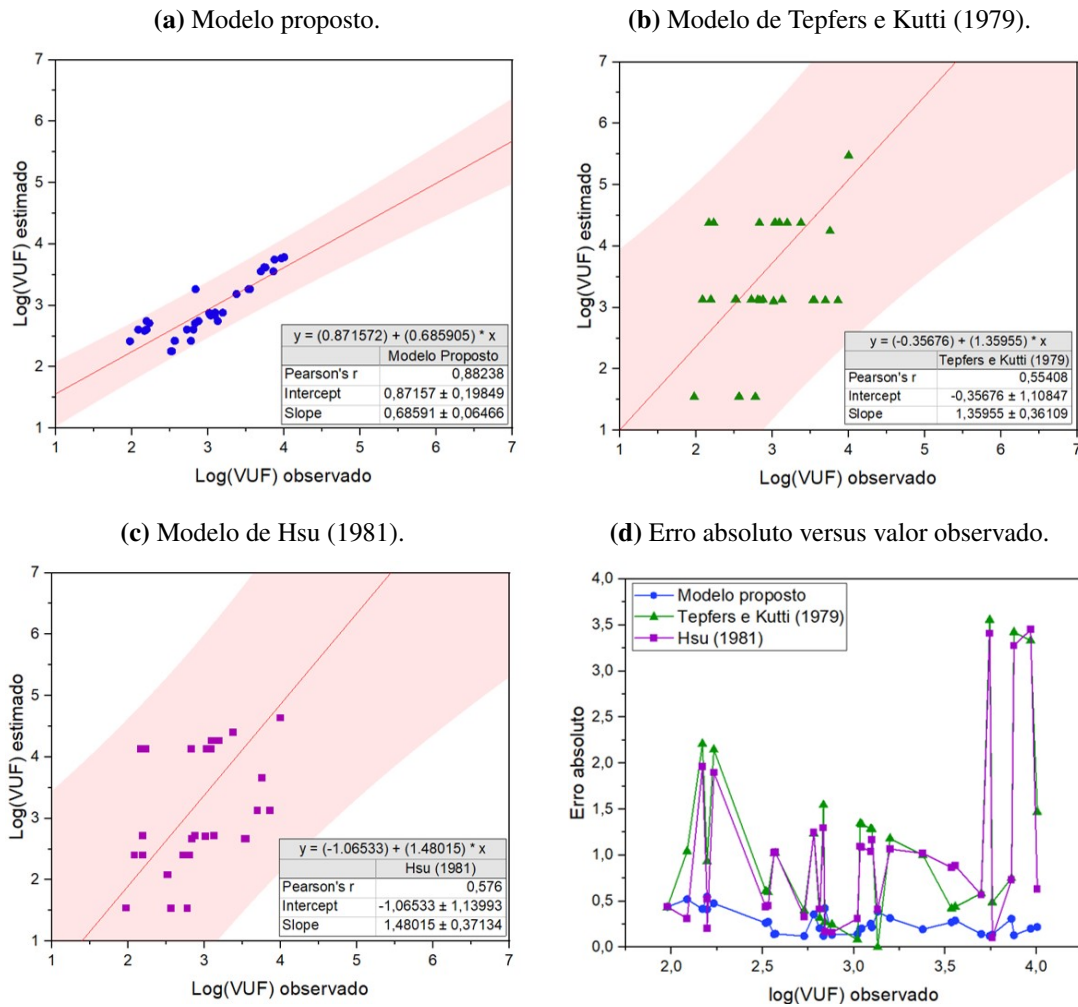 (a) Modelo proposto.
7
6
5
4
3
2
1
Log(VUF) estimado
y = (0.871572) + (0.685905) * x
Modelo Proposto
Pearson's r 0,88238
Intercept 0,87157 ± 0,19849
Slope 0,68591 ± 0,06466
1 2 3 4 5 6 7
Log(VUF) observado
(b) Modelo de Tepfers e Kutti (1979).
7
6
5
4
3
2
1
Log(VUF) estimado
y = (-0.35676) + (1.35955) * x
Tepfers e Kutti (1979)
Pearson's r 0,55408
Intercept -0,35676 ± 1,10847
Slope 1,35955 ± 0,36109
1 2 3 4 5 6 7
Log(VUF) observado
(c) Modelo de Hsu (1981).
7
6
5
4
3
2
1
Log(VUF) estimado
y = (-1.06533) + (1.48015) * x
Hsu (1981)
Pearson's r 0,576
Intercept -1,06533 ± 1,13993
Slope 1,48015 ± 0,37134
1 2 3 4 5 6 7
Log(VUF) observado
(d) Erro absoluto versus valor observado.
4,0
3,5
3,0
2,5
2,0
1,5
1,0
0,5
0,0
Erro absoluto
Modelo proposto
Tepfers e Kutti (1979)
Hsu (1981)
2,0 2,5 3,0 3,5 4,0
log(VUF) observado